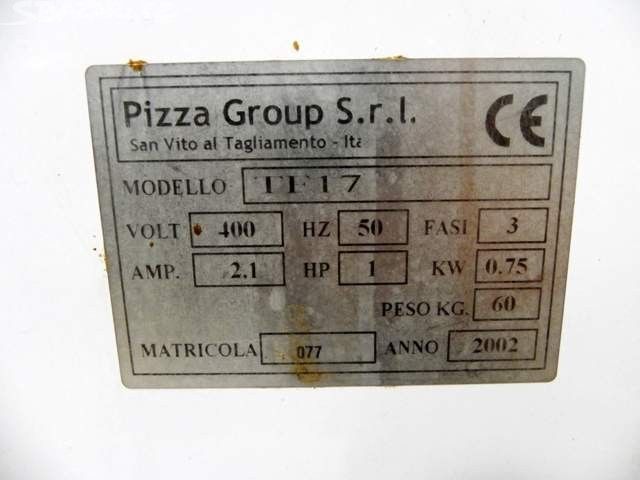 Pizza Group S.r.l. CE
San Vito al Tagliamento - Ita
MODELLO
VOLT 400 HZ 50 FASI 3
AMP. 2.1 HP 1 KW 0.75
PESO KG. 60
MATRICOLA 077 ANNO 2002